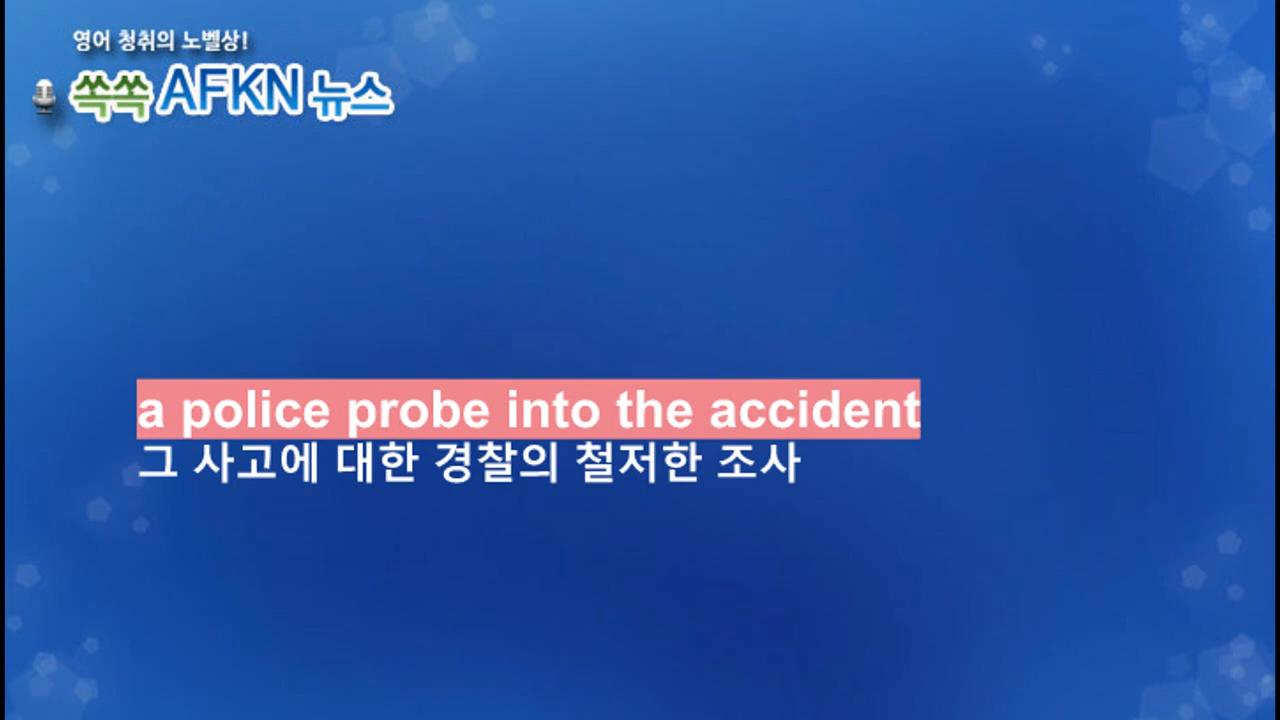 영어 청취의 노벨상!
쏙쏙 AFKN 뉴스
a police probe into the accident
그 사고에 대한 경찰의 철저한 조사